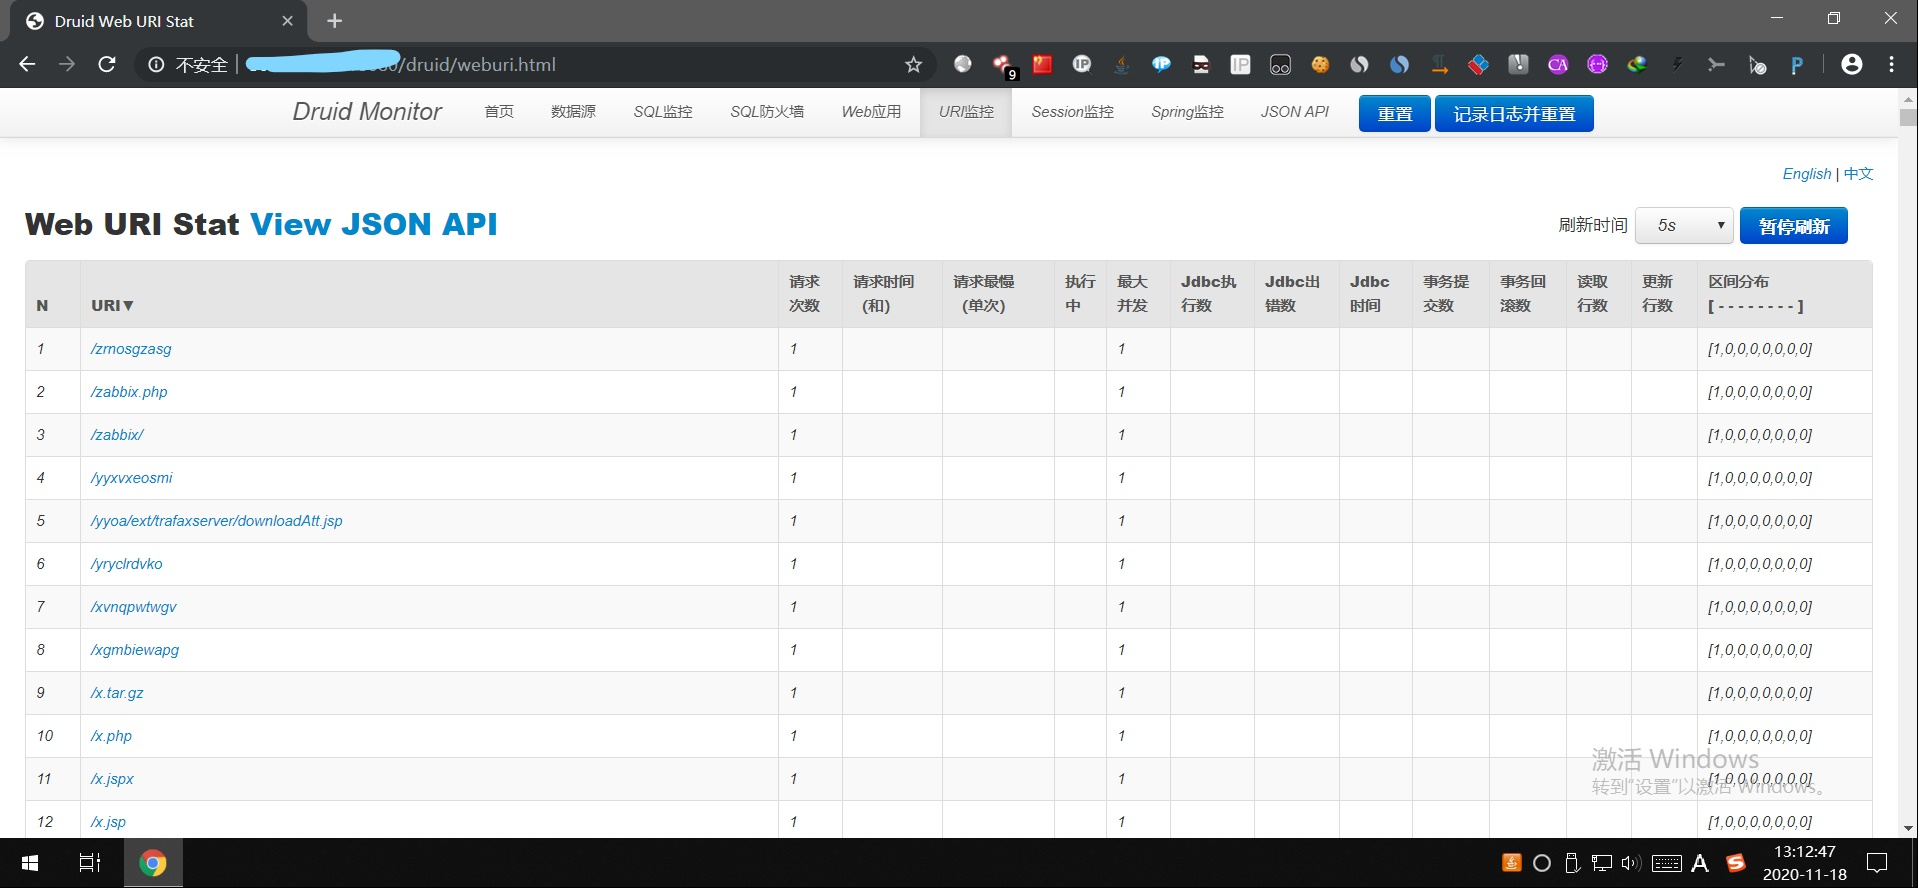 Druid Web URI Stat
不安全 | /druid/weburi.html
9
Druid Monitor 首页 数据源 SQL监控 SQL防火墙 Web应用 URI监控 Session监控 Spring监控 JSON API 重置 记录日志并重置
English | 中文
Web URI Stat View JSON API 刷新时间 5s 暂停刷新
N URI▼ 请求次数 请求时间(和) 请求最慢(单次) 执行中 最大并发 Jdbc执行数 Jdbc出错数 Jdbc时间 事务提交数 事务回滚数 读取行数 更新行数 区间分布[ - - - - - - - - ]
1 /zrnosgzasg 1 1 [1,0,0,0,0,0,0,0]
2 /zabbix.php 1 1 [1,0,0,0,0,0,0,0]
3 /zabbix/ 1 1 [1,0,0,0,0,0,0,0]
4 /yyxvxeosmi 1 1 [1,0,0,0,0,0,0,0]
5 /yyoa/ext/trafaxserver/downloadAtt.jsp 1 1 [1,0,0,0,0,0,0,0]
6 /yryclrdvko 1 1 [1,0,0,0,0,0,0,0]
7 /xvnqpwtwgv 1 1 [1,0,0,0,0,0,0,0]
8 /xgmbiewapg 1 1 [1,0,0,0,0,0,0,0]
9 /x.tar.gz 1 1 [1,0,0,0,0,0,0,0]
10 /x.php 1 1 [1,0,0,0,0,0,0,0]
11 /x.jspx 1 1 [1,0,0,0,0,0,0,0]
12 /x.jsp 1 1 [1,0,0,0,0,0,0,0]
激活 Windows
转到"设置"以激活 Windows。
13:12:47
2020-11-18